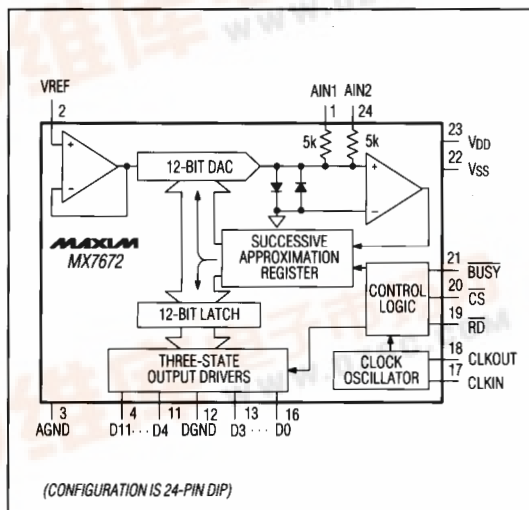 VREF
2
AIN1 AIN2
1 24
5k 5k
23
VDD
22
VSS
12-BIT DAC
+
-
+
-
MAXIM
MX7672
SUCCESSIVE
APPROXIMATION
REGISTER
21
BUSY
20
CS
19
RD
CONTROL
LOGIC
12-BIT LATCH
THREE-STATE
OUTPUT DRIVERS
CLOCK
OSCILLATOR
18
CLKOUT
17
CLKIN
3 4 11 12 13 16
AGND D11···D4 DGND D3 ··· D0
(CONFIGURATION IS 24-PIN DIP)